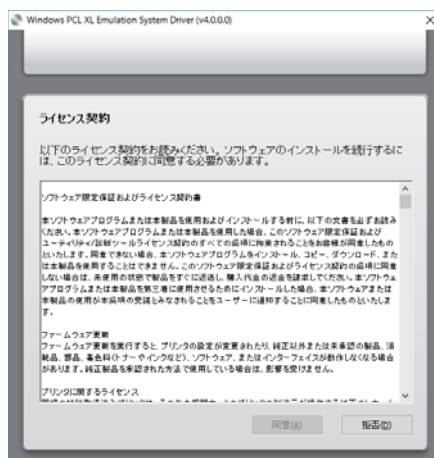 Windows PCL XL Emulation System Driver (v4.0.0.0)
ライセンス契約
以下のライセンス契約をお読みください。ソフトウェアのインストールを続行するに
は、このライセンス契約に同意する必要があります。
ソフトウェア限定保証およびライセンス契約書
本ソフトウェアプログラムまたは本製品を使用およびインストールする前に、以下の文書を必ずお読み
ください。本ソフトウェアプログラムまたは本製品を使用した場合、このソフトウェア限定保証および
ユーティリティ/診断ツールライセンス契約のすべての条項に拘束されることをお客様が同意したもの
といたします。同意できない場合、本ソフトウェアプログラムをインストール、コピー、ダウンロード、また
は本製品を使用することはできません。このソフトウェア限定保証およびライセンス契約の条項に同意
しない場合は、未使用の状態で製品をすぐに返送し、購入代金の返金を請求してください。本ソフトウェ
アプログラムまたは本製品を第三者に使用させるためにインストールした場合、本ソフトウェアまたは
本製品の使用が本条項の受諾とみなされることをユーザーに通知することに同意したものといたしま
す。
ファームウェア更新
ファームウェア更新を実行すると、プリンタの設定が変更されたり、純正以外または未承認の製品、消
耗品、部品、着色料(トナーやインクなど)、ソフトウェア、またはインターフェイスが動作しなくなる場合
があります。純正製品を承認された方法で使用している場合は、影響を受けません。
プリンタに関するライセンス
同意(A)
拒否(D)